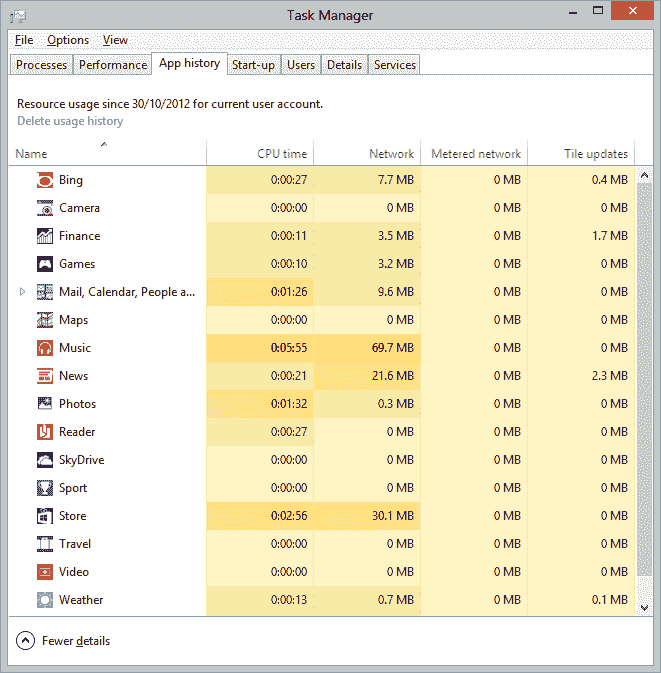 Task Manager
File Options View
Processes Performance App history Start-up Users Details Services
Resource usage since 30/10/2012 for current user account.
Delete usage history
Name CPU time Network Metered network Tile updates
Bing 0:00:27 7.7 MB 0 MB 0.4 MB
Camera 0:00:00 0 MB 0 MB 0 MB
Finance 0:00:11 3.5 MB 0 MB 1.7 MB
Games 0:00:10 3.2 MB 0 MB 0 MB
Mail, Calendar, People a... 0:01:26 9.6 MB 0 MB 0 MB
Maps 0:00:00 0 MB 0 MB 0 MB
Music 0:05:55 69.7 MB 0 MB 0 MB
News 0:00:21 21.6 MB 0 MB 2.3 MB
Photos 0:01:32 0.3 MB 0 MB 0 MB
Reader 0:00:27 0 MB 0 MB 0 MB
SkyDrive 0:00:00 0 MB 0 MB 0 MB
Sport 0:00:00 0 MB 0 MB 0 MB
Store 0:02:56 30.1 MB 0 MB 0 MB
Travel 0:00:00 0 MB 0 MB 0 MB
Video 0:00:00 0 MB 0 MB 0 MB
Weather 0:00:13 0.7 MB 0 MB 0.1 MB
Fewer details